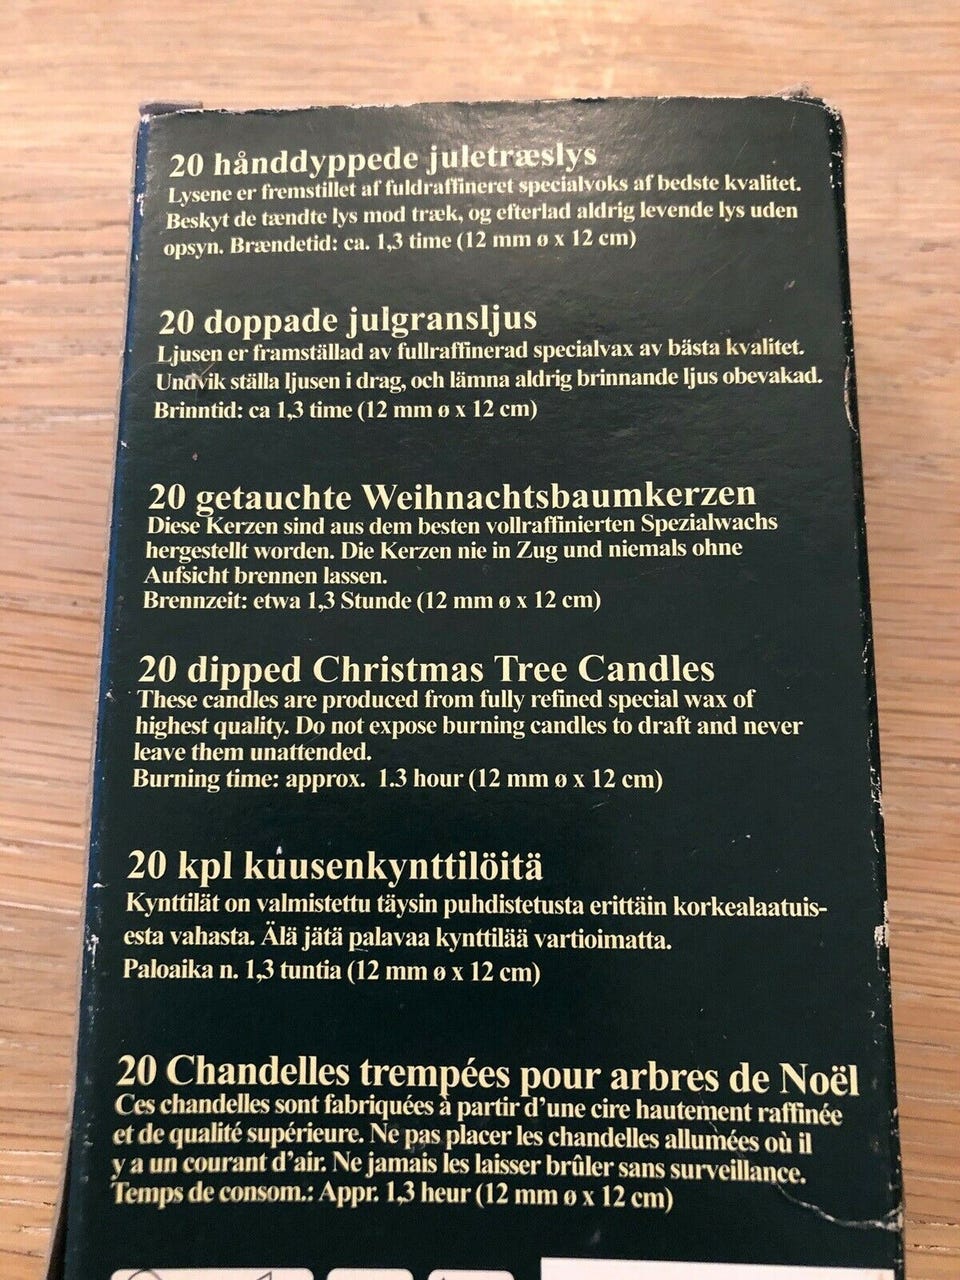 20 hånddyppede juletræslys
Lysene er fremstillet af fuldraffineret specialvoks af bedste kvalitet.
Beskyt de tændte lys mod træk, og efterlad aldrig levende lys uden
opsyn. Brændetid: ca. 1,3 time (12 mm ø x 12 cm)
20 doppade julgransljus
Ljusen er framställad av fullraffinerad specialvax av bästa kvalitet.
Undvik ställa ljusen i drag, och lämna aldrig brinnande ljus obevakad.
Brinntid: ca 1,3 time (12 mm ø x 12 cm)
20 getauchte Weihnachtsbaumkerzen
Diese Kerzen sind aus dem besten vollraffinierten Spezialwachs
hergestellt worden. Die Kerzen nie in Zug und niemals ohne
Aufsicht brennen lassen.
Brennzeit: etwa 1,3 Stunde (12 mm ø x 12 cm)
20 dipped Christmas Tree Candles
These candles are produced from fully refined special wax of
highest quality. Do not expose burning candles to draft and never
leave them unattended.
Burning time: approx. 1.3 hour (12 mm ø x 12 cm)
20 kpl kuusenkynttilöitä
Kynttilät on valmistettu täysin puhdistetusta erittäin korkealaatuis-
esta vahasta. Älä jätä palavaa kynttilää vartioimatta.
Paloaika n. 1,3 tuntia (12 mm ø x 12 cm)
20 Chandelles trempées pour arbres de Noël
Ces chandelles sont fabriquées à partir d'une cire hautement raffinée
et de qualité supérieure. Ne pas placer les chandelles allumées où il
y a un courant d'air. Ne jamais les laisser brûler sans surveillance.
Temps de consom.: Appr. 1,3 heur (12 mm ø x 12 cm)